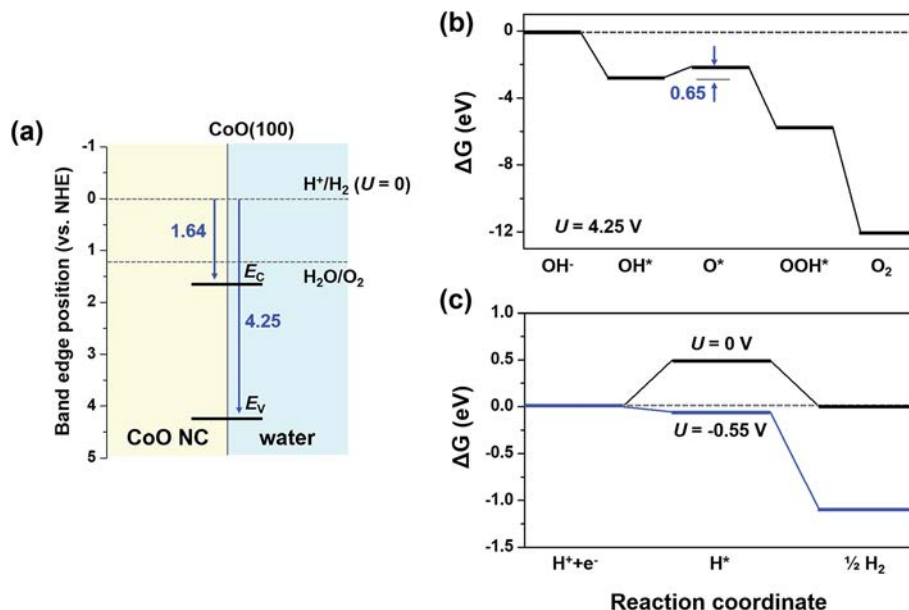 (a)
CoO(100)
Band edge position (vs. NHE)
-1
0
1
2
3
4
5
H⁺/H₂ (U = 0)
1.64
H₂O/O₂
E_C
4.25
E_V
CoO NC
water
(b)
ΔG (eV)
0
-4
-8
-12
0.65
U = 4.25 V
OH⁻ OH* O* OOH* O₂
(c)
ΔG (eV)
1.0
0.5
0.0
-0.5
-1.0
-1.5
U = 0 V
U = -0.55 V
H⁺+e⁻ H* ½ H₂
Reaction coordinate